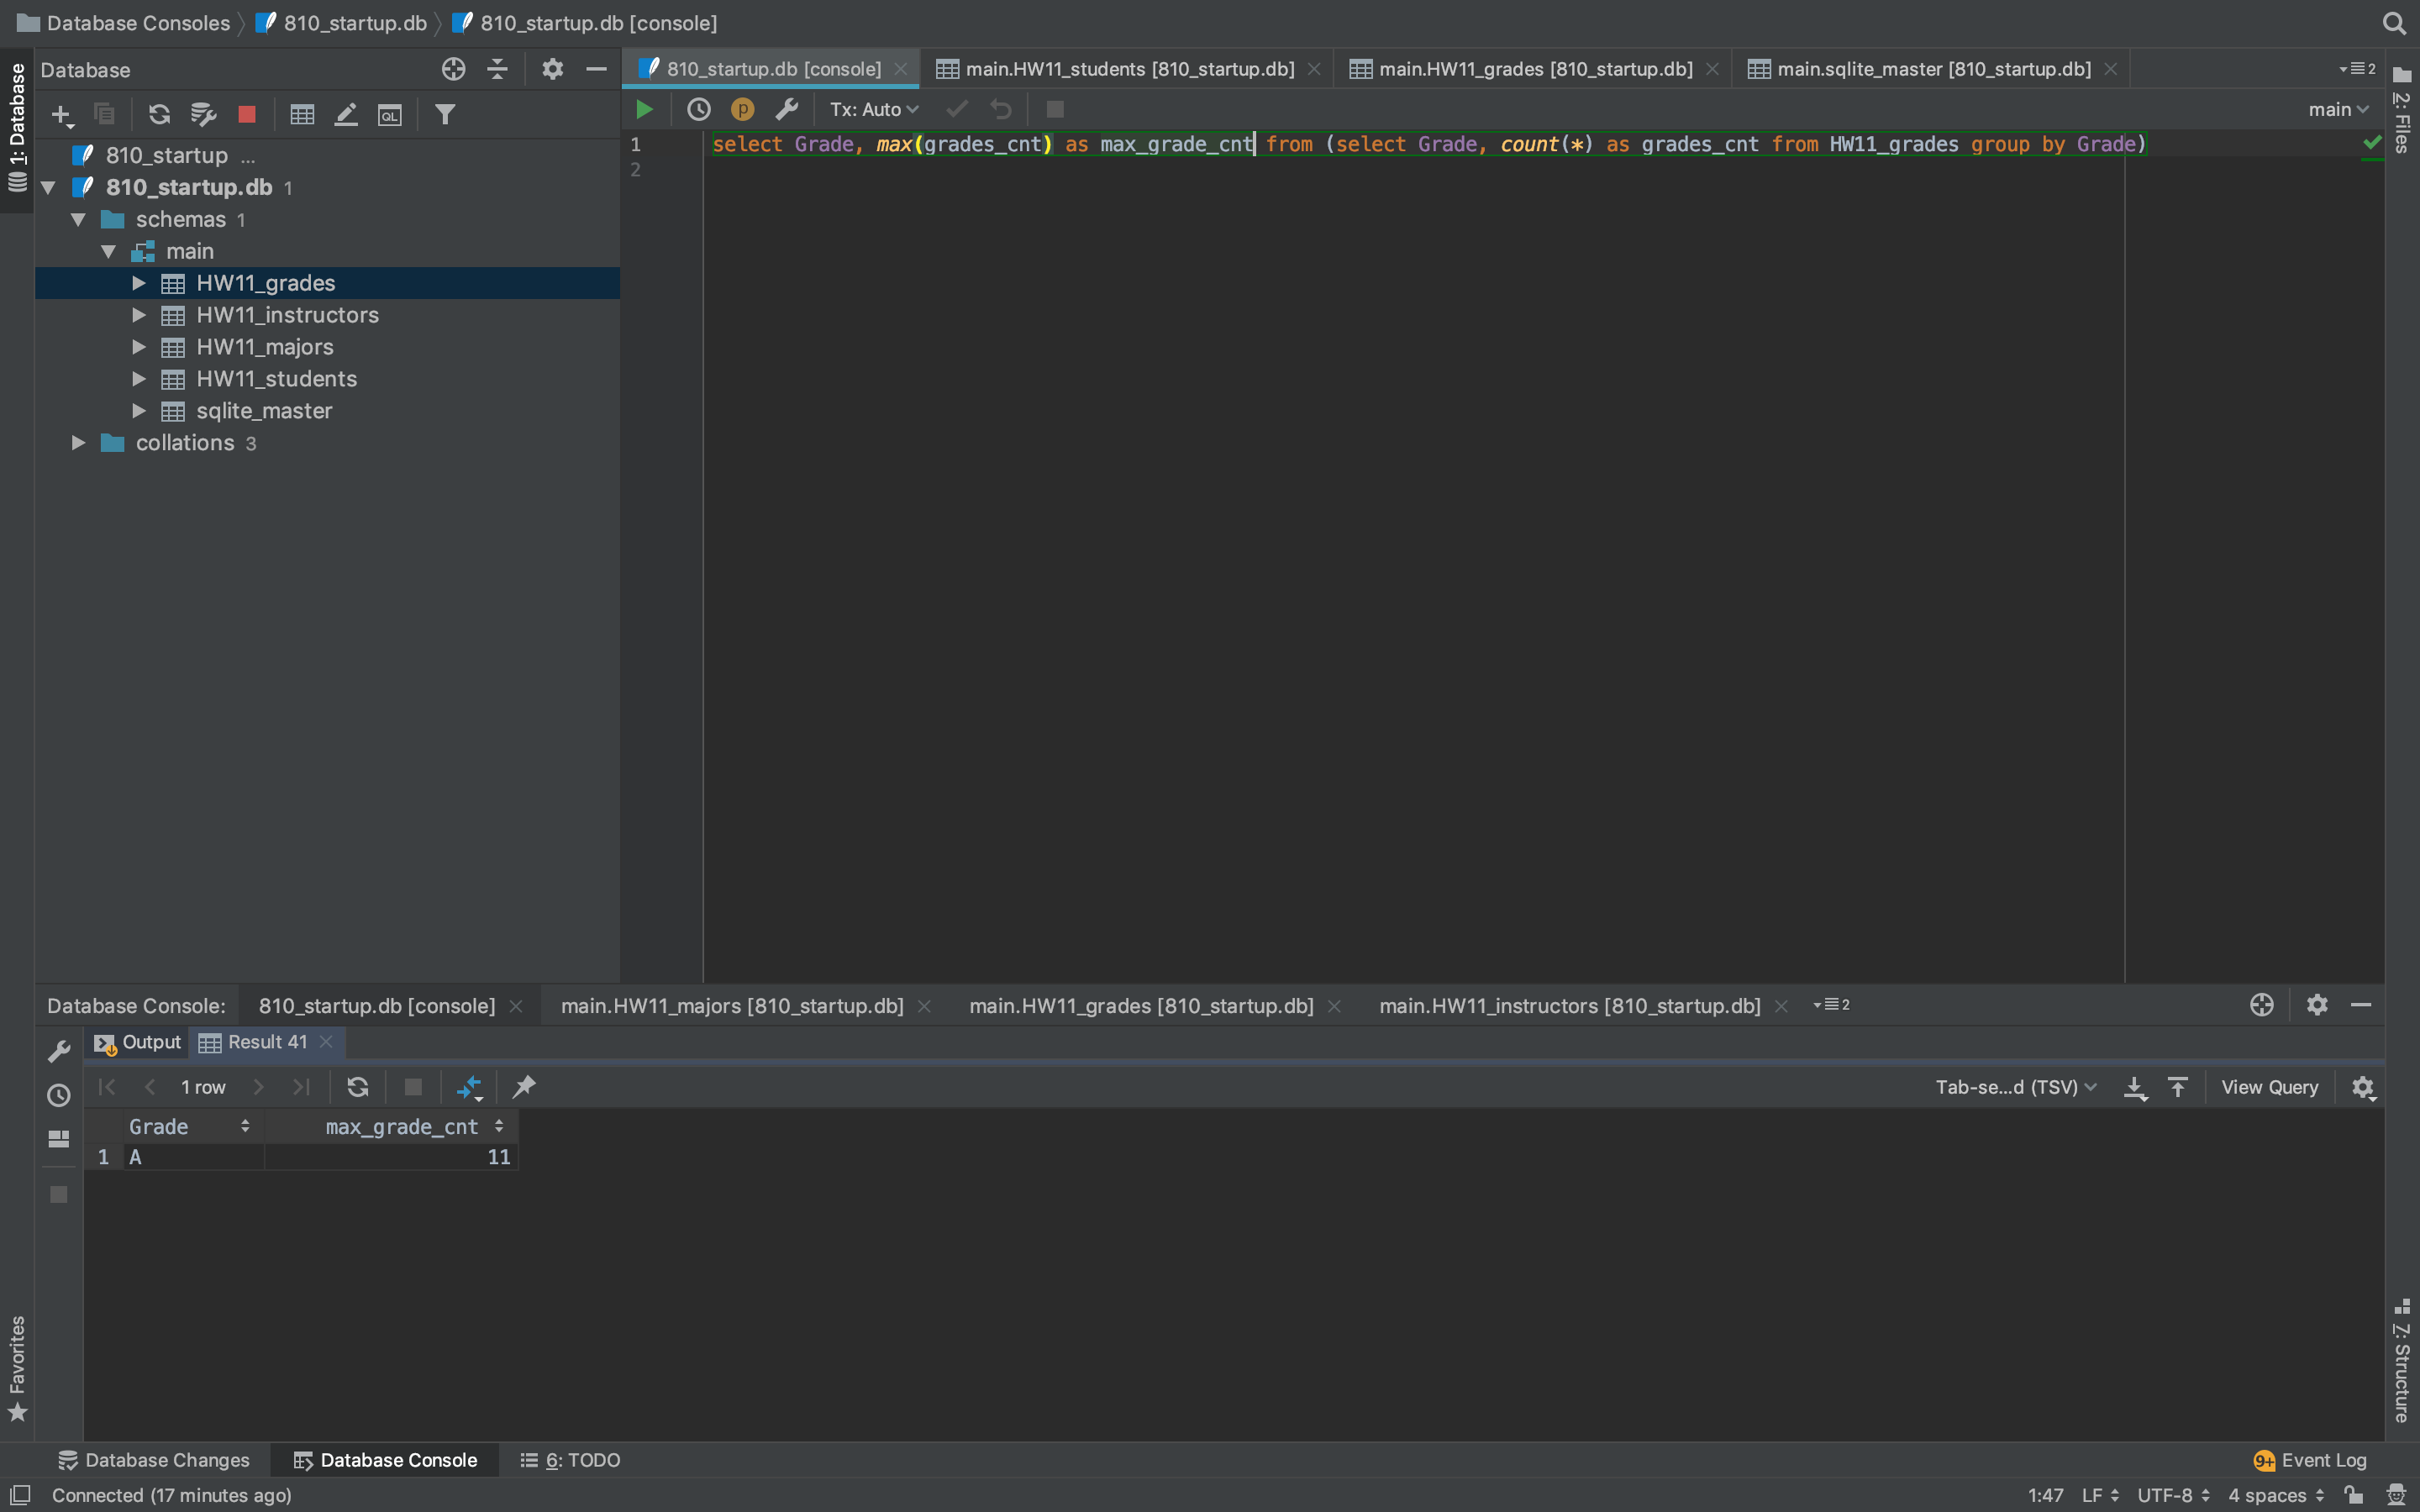 Database Consoles 810_startup.db 810_startup.db [console]
1: Database
Database
810_startup.db [console] main.HW11_students [810_startup.db] main.HW11_grades [810_startup.db] main.sqlite_master [810_startup.db] 2
QL
p Tx: Auto main
2: Files
810_startup ...
810_startup.db 1
schemas 1
main
HW11_grades
HW11_instructors
HW11_majors
HW11_students
sqlite_master
collations 3
1 select Grade, max(grades_cnt) as max_grade_cnt from (select Grade, count(*) as grades_cnt from HW11_grades group by Grade)
2
Database Console: 810_startup.db [console] main.HW11_majors [810_startup.db] main.HW11_grades [810_startup.db] main.HW11_instructors [810_startup.db] 2
Output Result 41
1 row Tab-se...d (TSV) View Query
Grade max_grade_cnt
1 A 11
Favorites
7: Structure
Database Changes Database Console 6: TODO 9+ Event Log
Connected (17 minutes ago) 1:47 LF UTF-8 4 spaces